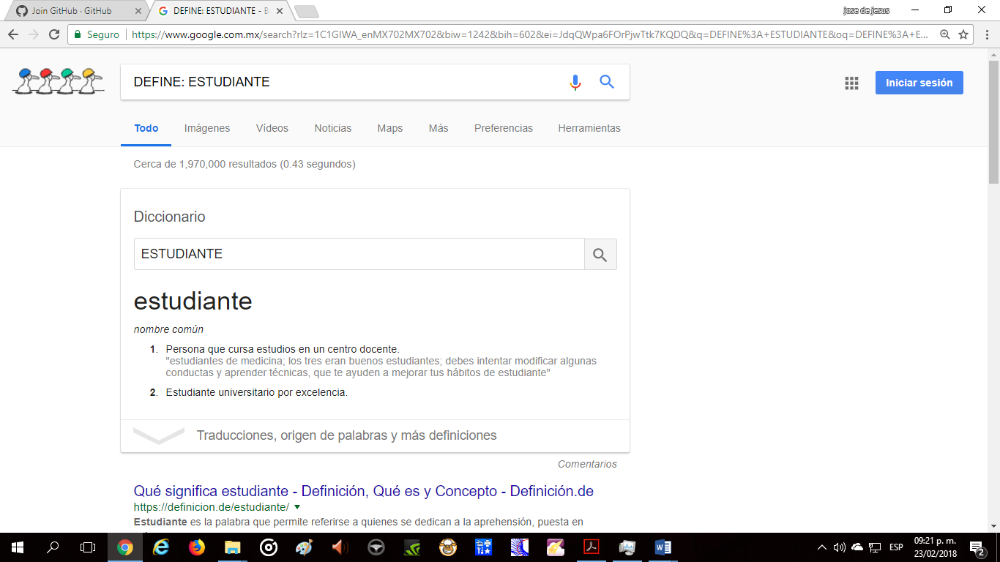 Join GitHub · GitHub
DEFINE: ESTUDIANTE - B
jose de jesus
Seguro
https://www.google.com.mx/search?rlz=1C1GIWA_enMX702MX702&biw=1242&bih=602&ei=JdqQWpa6FOrPjwTtk7KQDQ&q=DEFINE%3A+ESTUDIANTE&oq=DEFINE%3A+E...
DEFINE: ESTUDIANTE
Iniciar sesión
Todo Imágenes Vídeos Noticias Maps Más Preferencias Herramientas
Cerca de 1,970,000 resultados (0.43 segundos)
Diccionario
ESTUDIANTE
estudiante
nombre común
1. Persona que cursa estudios en un centro docente.
"estudiantes de medicina; los tres eran buenos estudiantes; debes intentar modificar algunas
conductas y aprender técnicas, que te ayuden a mejorar tus hábitos de estudiante"
2. Estudiante universitario por excelencia.
Traducciones, origen de palabras y más definiciones
Comentarios
Qué significa estudiante - Definición, Qué es y Concepto - Definición.de
https://definicion.de/estudiante/
Estudiante es la palabra que permite referirse a quienes se dedican a la aprehensión, puesta en
ESP
09:21 p. m.
23/02/2018
2